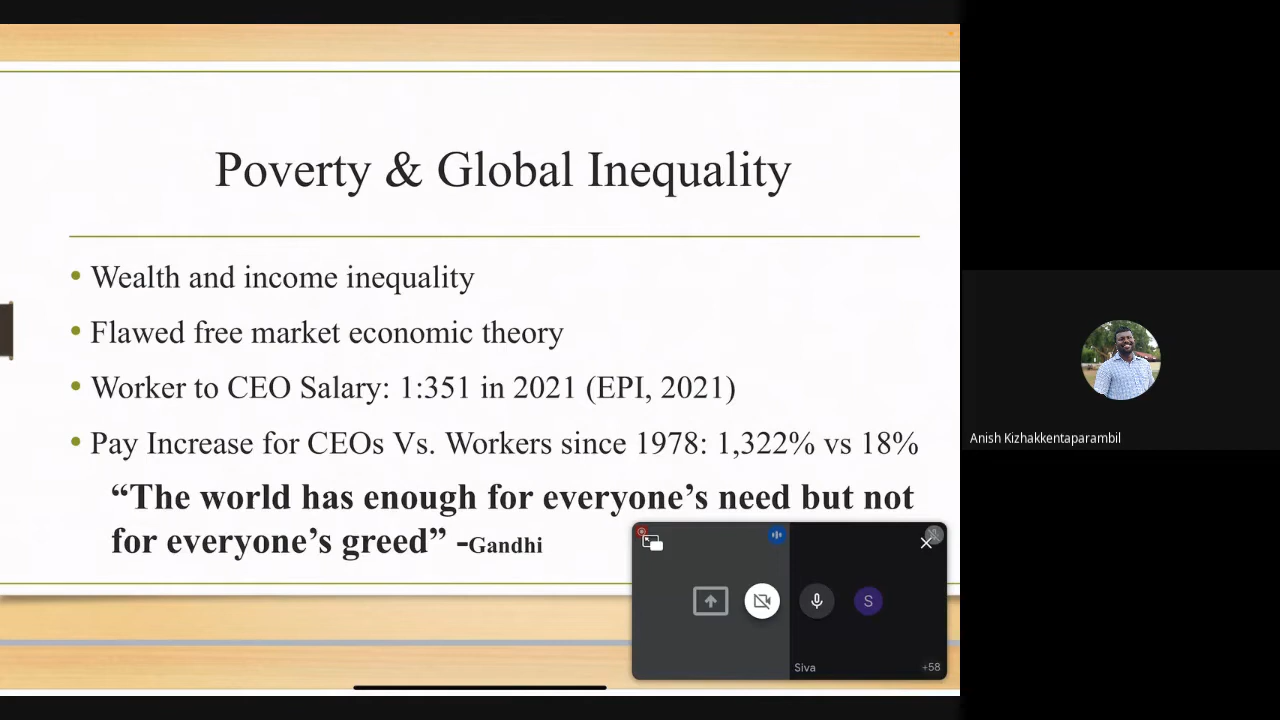 Poverty & Global Inequality
• Wealth and income inequality
• Flawed free market economic theory
• Worker to CEO Salary: 1:351 in 2021 (EPI, 2021)
• Pay Increase for CEOs Vs. Workers since 1978: 1,322% vs 18%
“The world has enough for everyone’s need but not
for everyone’s greed” -Gandhi
S
Siva
+58
Anish Kizhakkentaparambil